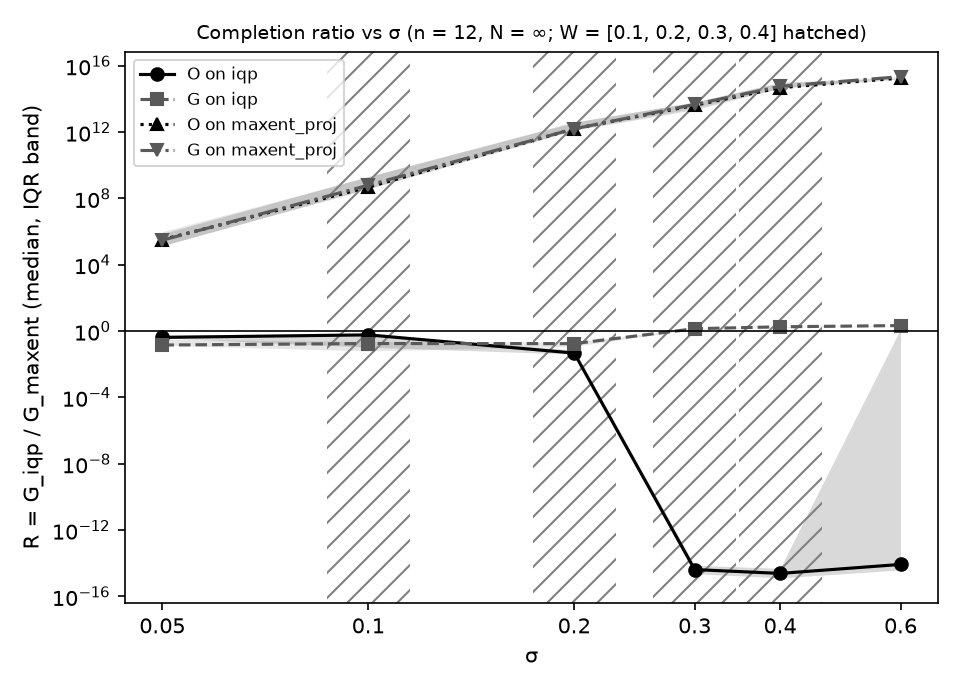 Completion ratio vs σ (n = 12, N = ∞; W = [0.1, 0.2, 0.3, 0.4] hatched)
R = G_iqp / G_maxent (median, IQR band)
10^16
10^12
10^8
10^4
10^0
10^−4
10^−8
10^−12
10^−16
O on iqp
G on iqp
O on maxent_proj
G on maxent_proj
0.05
0.1
0.2
0.3
0.4
0.6
σ